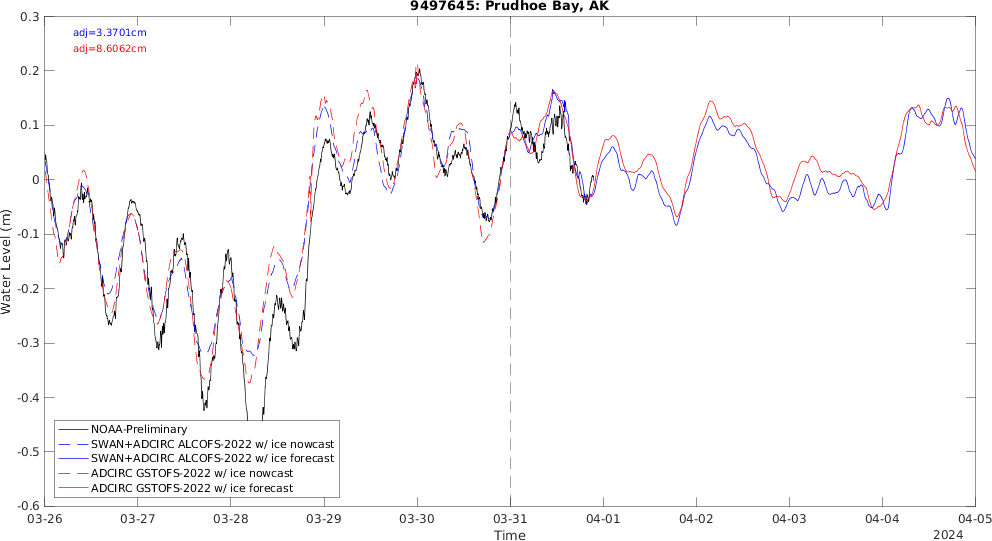 9497645: Prudhoe Bay, AK
adj=3.3701cm
adj=8.6062cm
0.3
0.2
0.1
0
-0.1
-0.2
-0.3
-0.4
-0.5
-0.6
Water Level (m)
NOAA-Preliminary
SWAN+ADCIRC ALCOFS-2022 w/ ice nowcast
SWAN+ADCIRC ALCOFS-2022 w/ ice forecast
ADCIRC GSTOFS-2022 w/ ice nowcast
ADCIRC GSTOFS-2022 w/ ice forecast
03-26 03-27 03-28 03-29 03-30 03-31 04-01 04-02 04-03 04-04 04-05
Time
2024